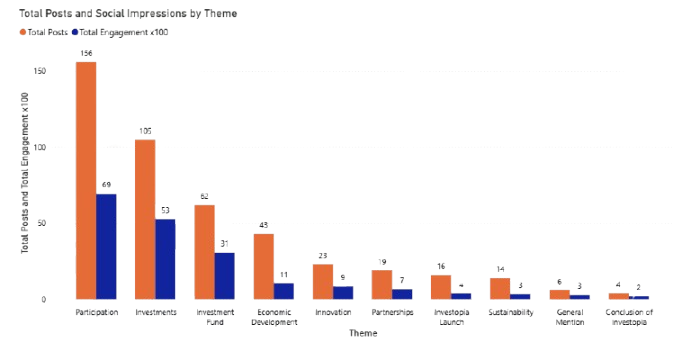 Total Posts and Social Impressions by Theme
Total Posts Total Engagement x100
Total Posts and Total Engagement x100
150
100
50
0
156
69
105
53
62
31
43
11
23
9
19
7
16
4
14
3
6
3
4
2
Participation
Investments
Investment
Fund
Economic
Development
Innovation
Partnerships
Investopia
Launch
Sustainability
General
Mention
Conclusion of
Investopia
Theme